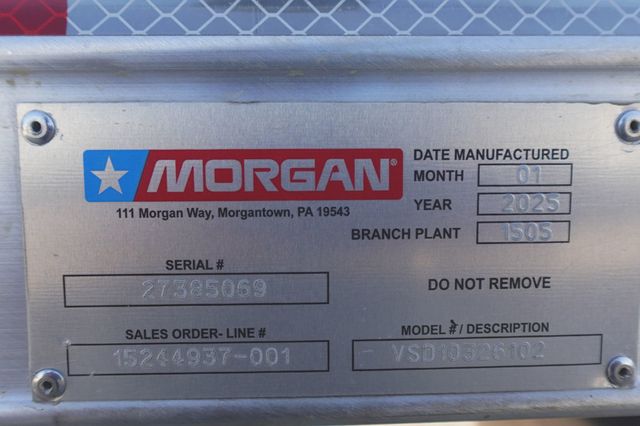 MORGAN®
111 Morgan Way, Morgantown, PA 19543
DATE MANUFACTURED
MONTH 01
YEAR 2025
BRANCH PLANT 1505
SERIAL #
27385069
DO NOT REMOVE
SALES ORDER- LINE #
15244937-001
MODEL # / DESCRIPTION
VSD10326102